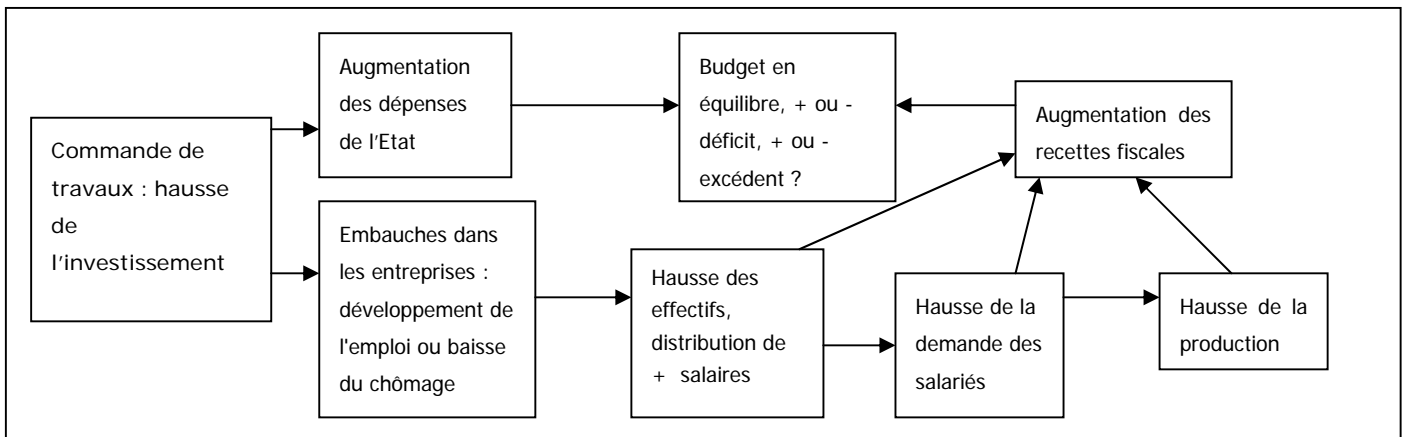 Commande de
travaux : hausse
de
l'investissement
Augmentation
des dépenses
de l'Etat
Budget en
équilibre, + ou -
déficit, + ou -
excédent ?
Augmentation des
recettes fiscales
Embauches dans
les entreprises :
développement de
l'emploi ou baisse
du chômage
Hausse des
effectifs,
distribution de
+ salaires
Hausse de la
demande des
salariés
Hausse de la
production